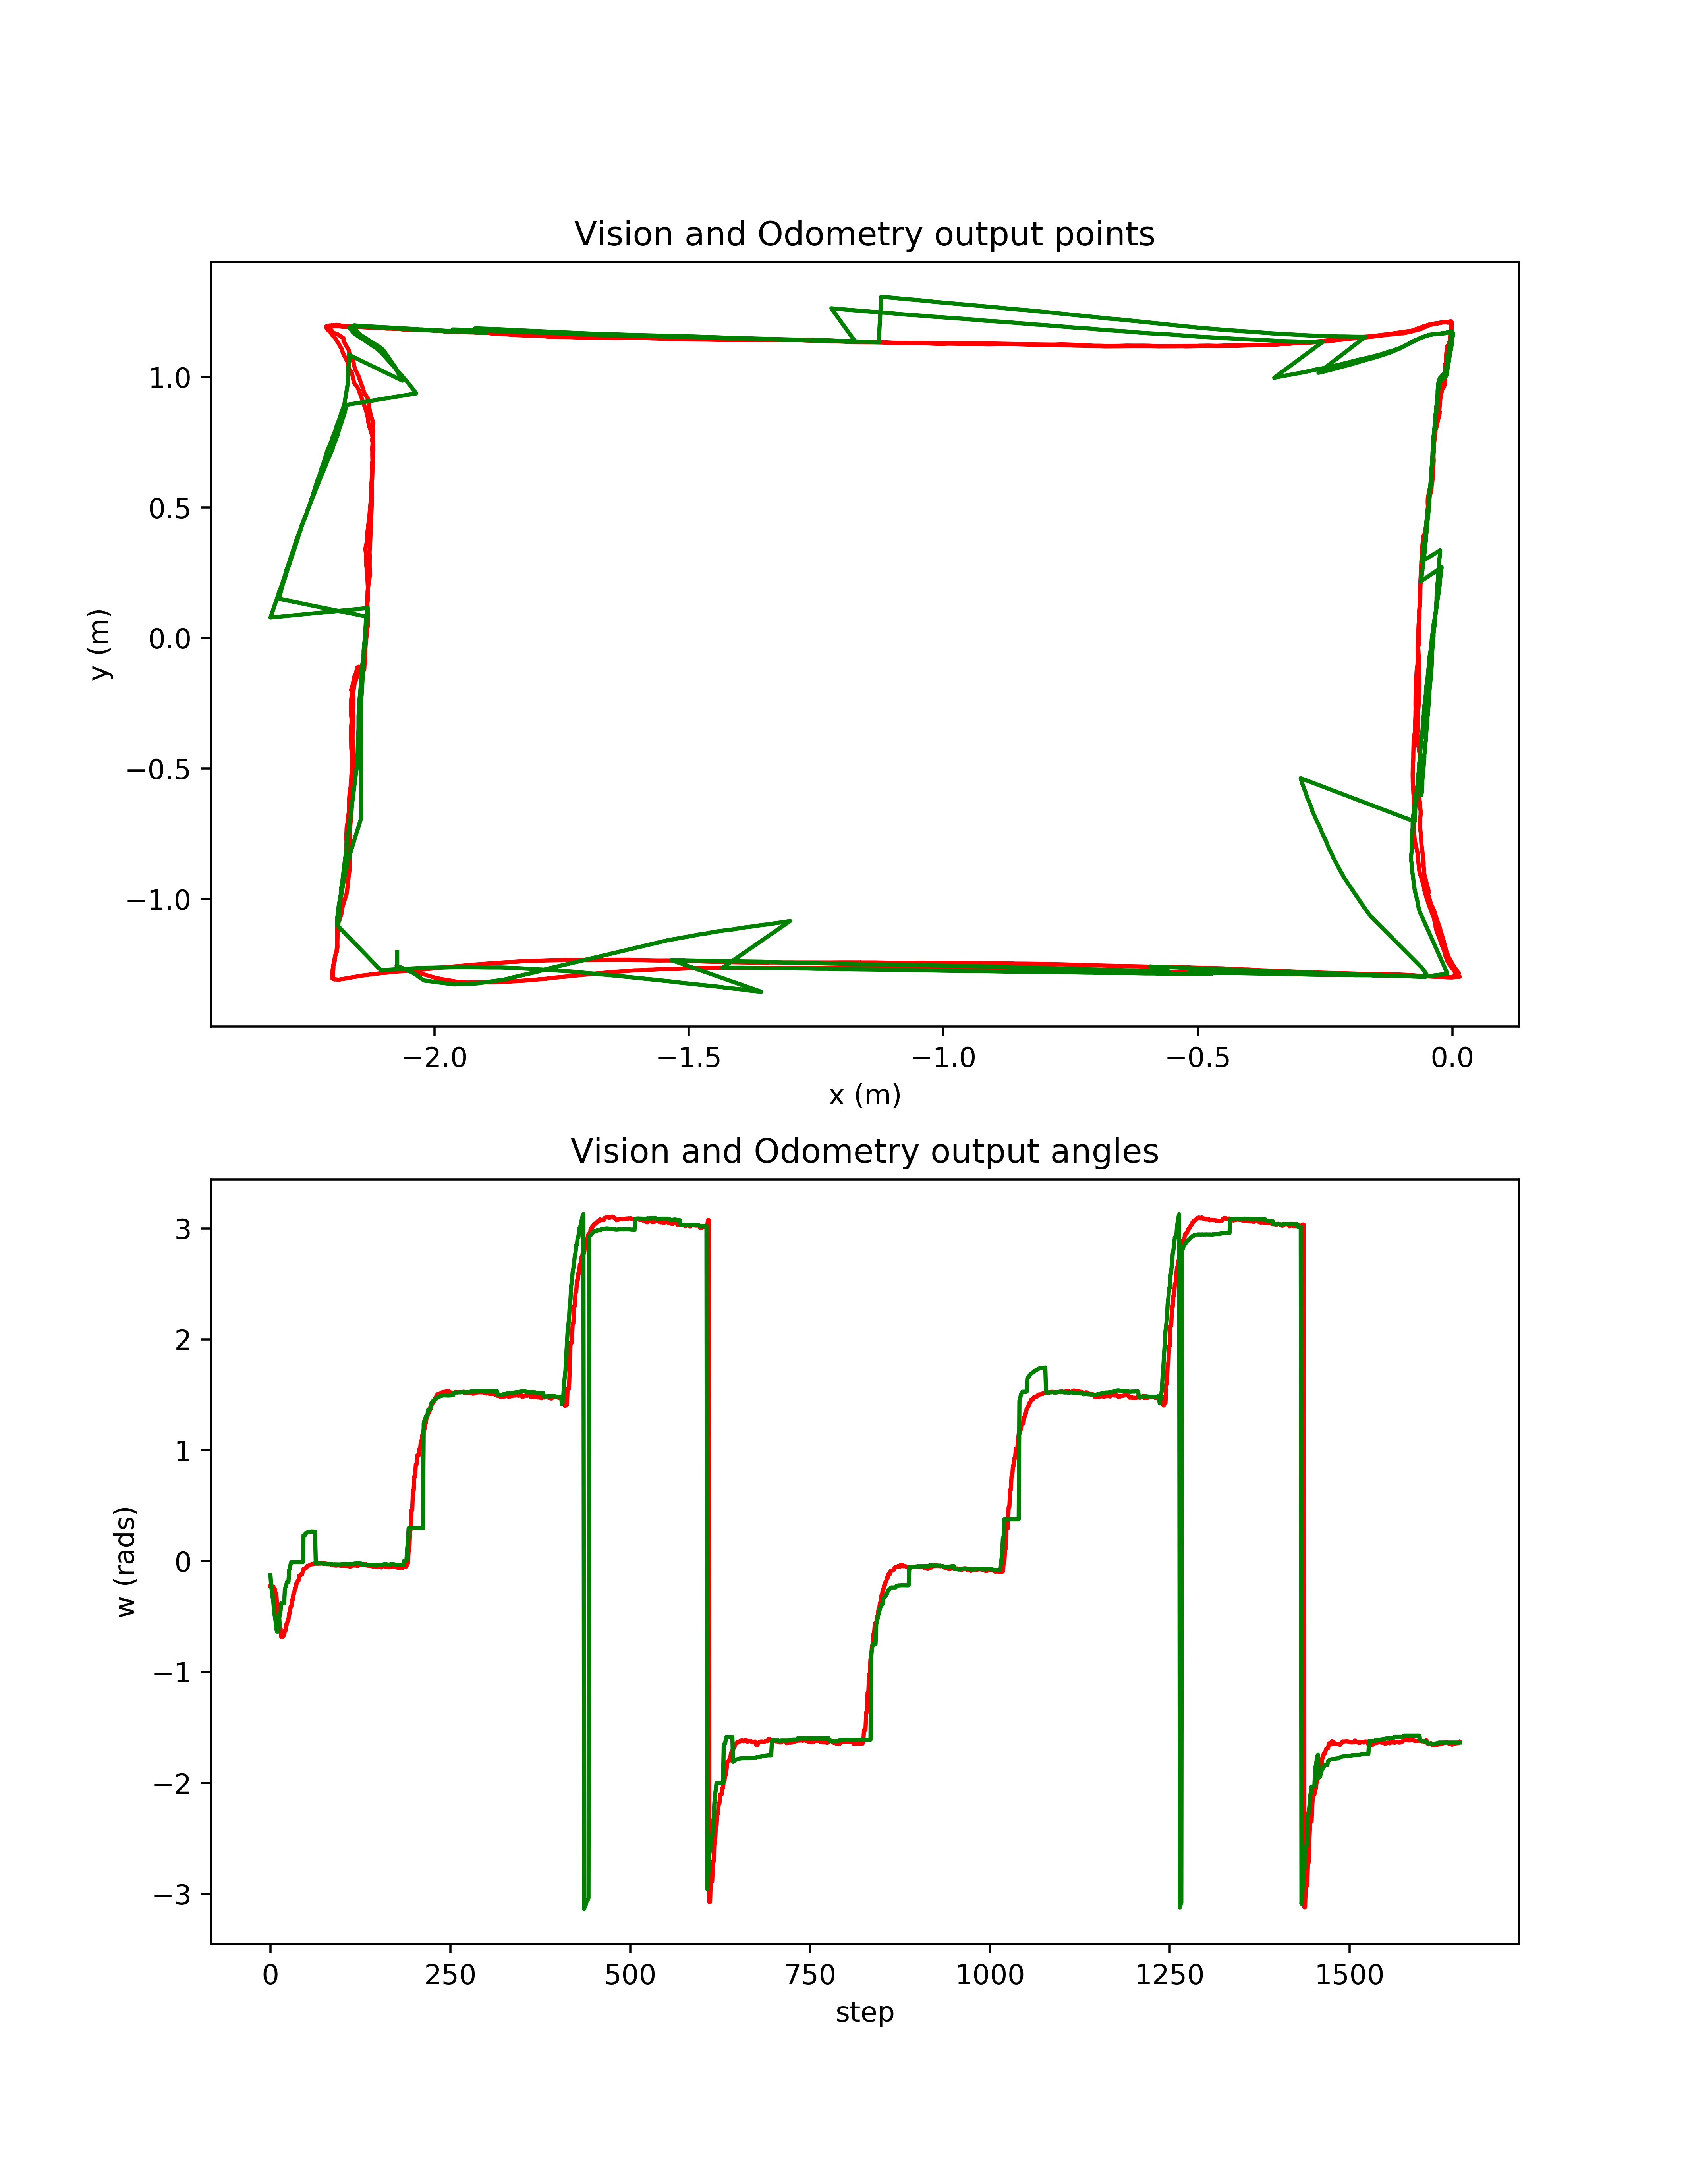 Vision and Odometry output points
1.0
0.5
0.0
−0.5
−1.0
y (m)
−2.0 −1.5 −1.0 −0.5 0.0
x (m)
Vision and Odometry output angles
3
2
1
0
−1
−2
−3
w (rads)
0 250 500 750 1000 1250 1500
step